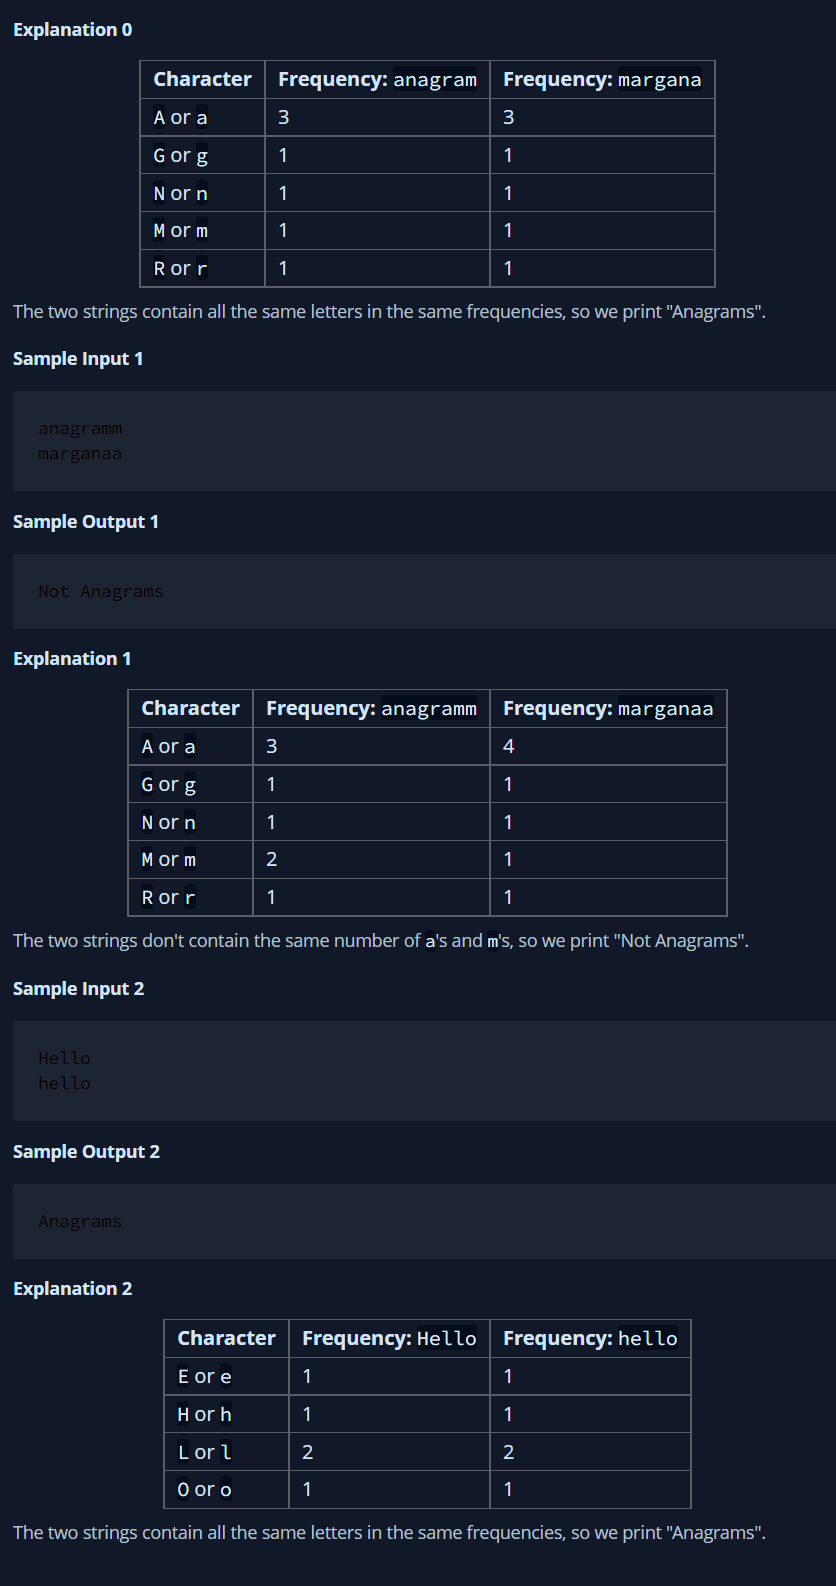 Explanation 0
Character Frequency: anagram Frequency: margana
A or a 3 3
G or g 1 1
N or n 1 1
M or m 1 1
R or r 1 1
The two strings contain all the same letters in the same frequencies, so we print "Anagrams".
Sample Input 1
anagramm
marganaa
Sample Output 1
Not Anagrams
Explanation 1
Character Frequency: anagramm Frequency: marganaa
A or a 3 4
G or g 1 1
N or n 1 1
M or m 2 1
R or r 1 1
The two strings don't contain the same number of a's and m's, so we print "Not Anagrams".
Sample Input 2
Hello
hello
Sample Output 2
Anagrams
Explanation 2
Character Frequency: Hello Frequency: hello
E or e 1 1
H or h 1 1
L or l 2 2
O or o 1 1
The two strings contain all the same letters in the same frequencies, so we print "Anagrams".